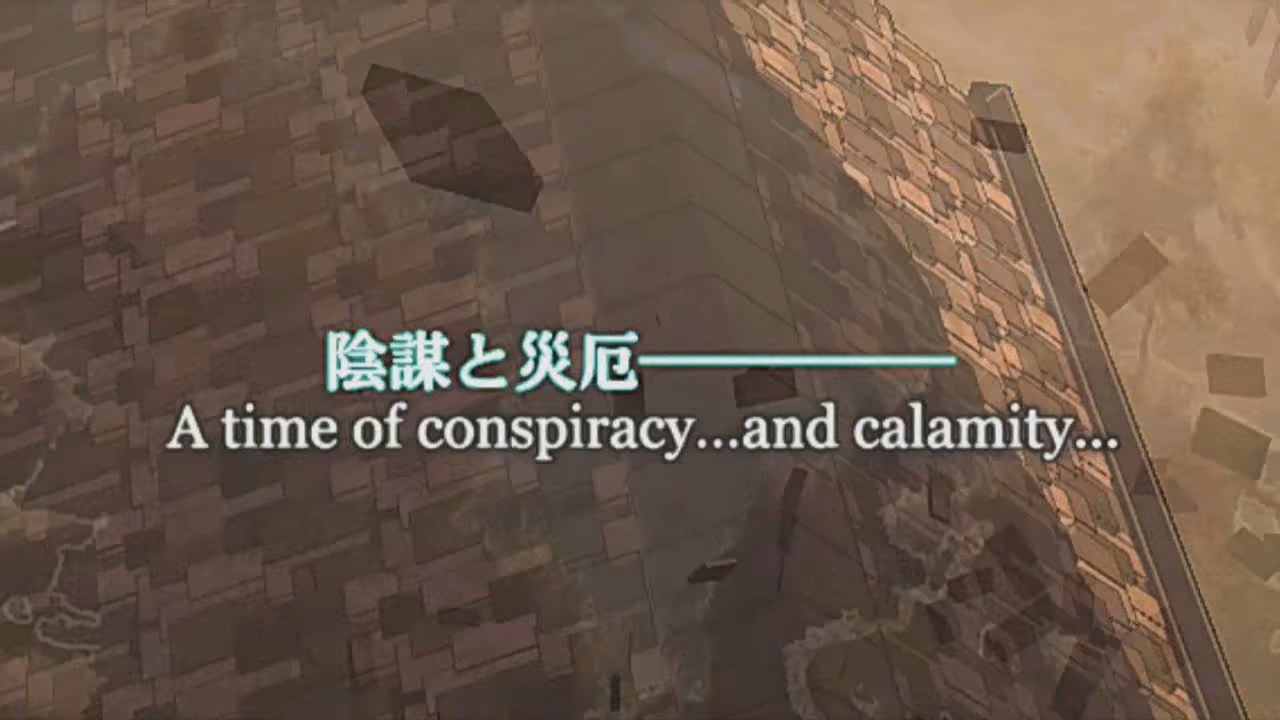 陰謀と災厄─────
A time of conspiracy...and calamity...